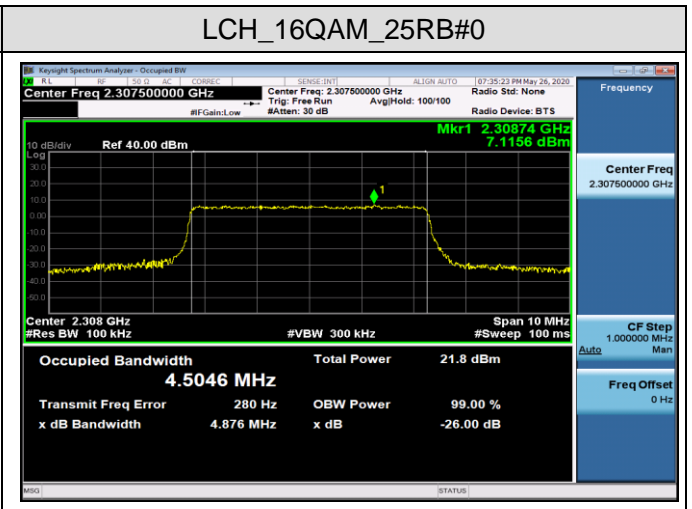 LCH_16QAM_25RB#0
Keysight Spectrum Analyzer - Occupied BW
RL RF 50 Ω AC CORREC SENSE:INT ALIGN AUTO 07:35:23 PM May 26, 2020
Center Freq 2.307500000 GHz
Center Freq: 2.307500000 GHz Radio Std: None
Trig: Free Run Avg|Hold: 100/100
#IFGain:Low #Atten: 30 dB Radio Device: BTS
Frequency
Mkr1 2.30874 GHz
7.1156 dBm
10 dB/div Ref 40.00 dBm
Log
30.0
20.0
10.0
0.00
-10.0
-20.0
-30.0
-40.0
-50.0
1
Center 2.308 GHz Span 10 MHz
#Res BW 100 kHz #VBW 300 kHz #Sweep 100 ms
Occupied Bandwidth Total Power 21.8 dBm
4.5046 MHz
Transmit Freq Error 280 Hz OBW Power 99.00 %
x dB Bandwidth 4.876 MHz x dB -26.00 dB
Center Freq
2.307500000 GHz
CF Step
1.000000 MHz
Auto Man
Freq Offset
0 Hz
MSG STATUS